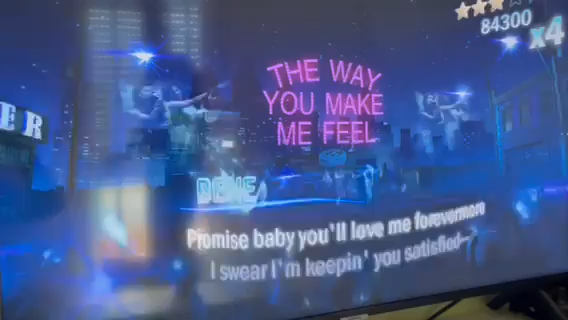 84300
x4
THE WAY
YOU MAKE
ME FEEL
ER
Promise baby you'll love me forevermore
I swear I'm keepin' you satisfied